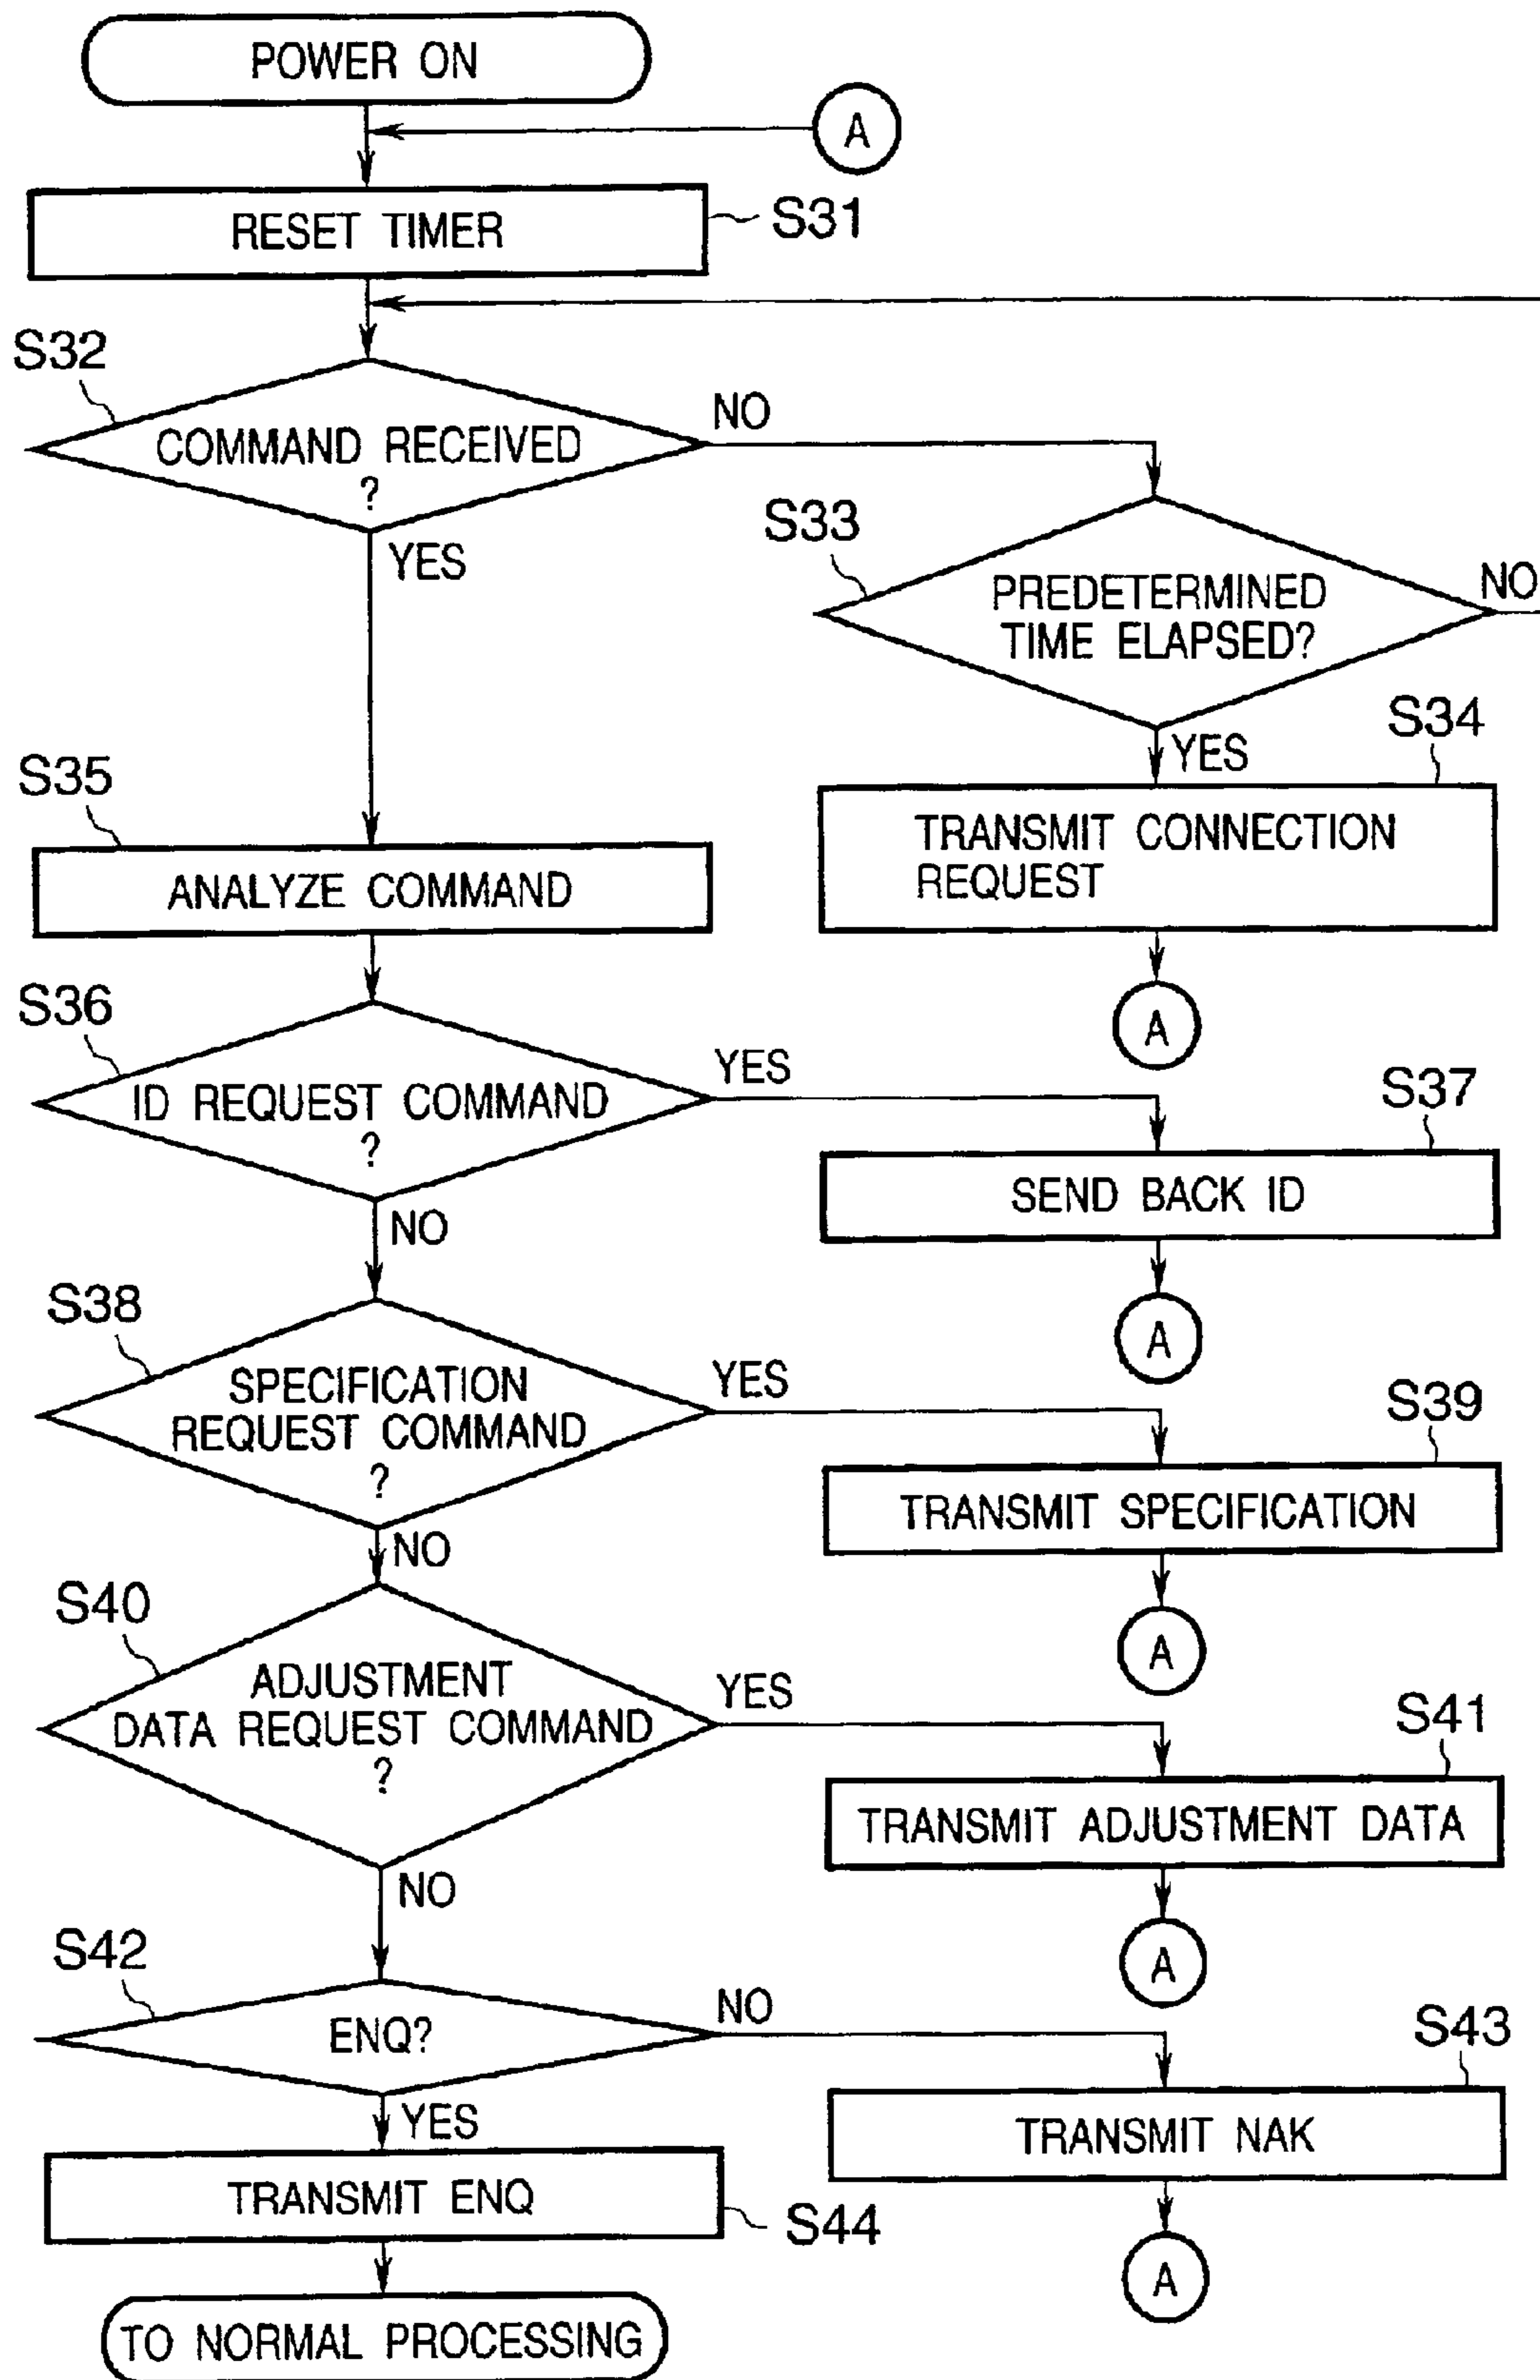 POWER ON
A
RESET TIMER
S31
S32
COMMAND RECEIVED
?
NO
YES
S33
PREDETERMINED
TIME ELAPSED?
NO
YES
S34
TRANSMIT CONNECTION
REQUEST
A
S35
ANALYZE COMMAND
S36
ID REQUEST COMMAND
?
YES
NO
S37
SEND BACK ID
A
S38
SPECIFICATION
REQUEST COMMAND
?
YES
NO
S39
TRANSMIT SPECIFICATION
A
S40
ADJUSTMENT
DATA REQUEST COMMAND
?
YES
NO
S41
TRANSMIT ADJUSTMENT DATA
A
S42
ENQ?
NO
YES
S43
TRANSMIT NAK
A
TRANSMIT ENQ
S44
TO NORMAL PROCESSING